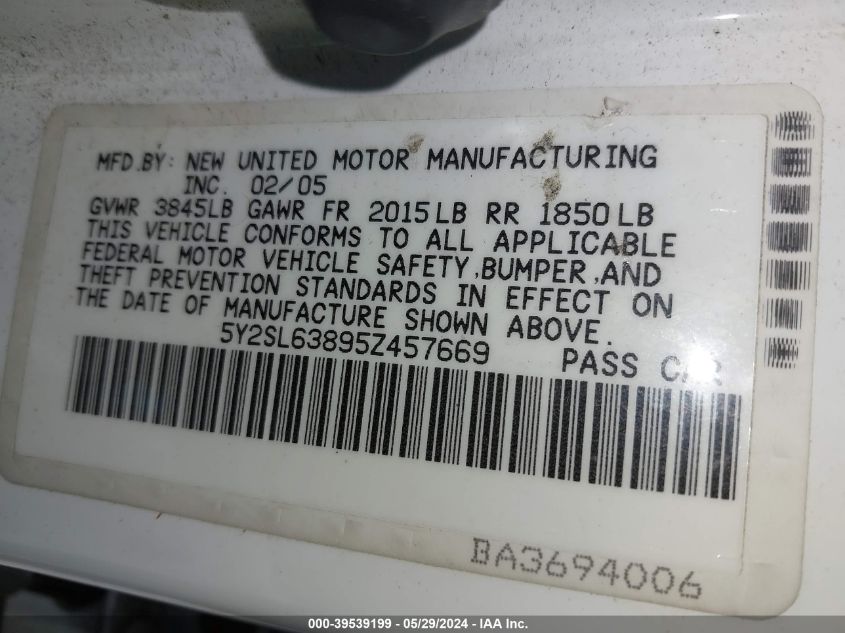 MFD.BY: NEW UNITED MOTOR MANUFACTURING
INC. 02/05
GVWR 3845LB GAWR FR 2015LB RR 1850LB
THIS VEHICLE CONFORMS TO ALL APPLICABLE
FEDERAL MOTOR VEHICLE SAFETY,BUMPER,AND
THEFT PREVENTION STANDARDS IN EFFECT ON
THE DATE OF MANUFACTURE SHOWN ABOVE.
5Y2SL63895Z457669 PASS CAR
BA3694006
000-39539199 - 05/29/2024 - IAA Inc.